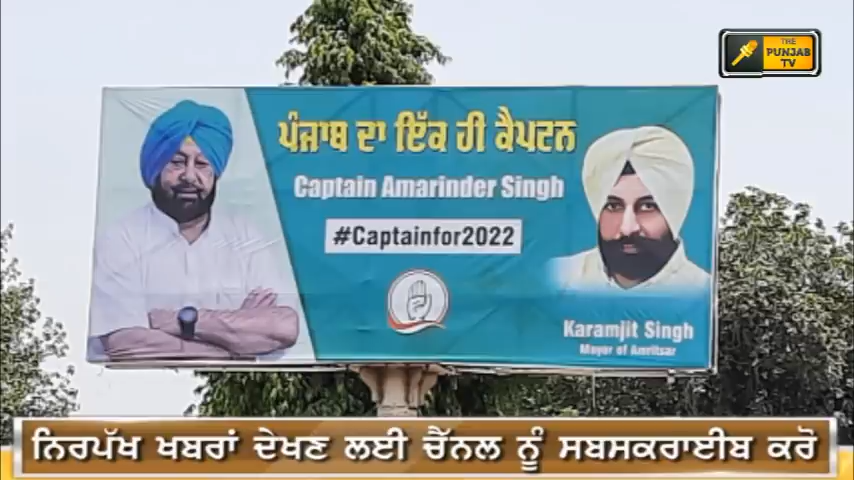 THE
PUNJAB
TV
ਪੰਜਾਬ ਦਾ ਇੱਕ ਹੀ ਕੈਪਟਨ
Captain Amarinder Singh
#Captainfor2022
Karamjit Singh
Mayor of Amritsar
ਨਿਰਪੱਖ ਖਬਰਾਂ ਦੇਖਣ ਲਈ ਚੈੱਨਲ ਨੂੰ ਸਬਸਕਰਾਈਬ ਕਰੋ